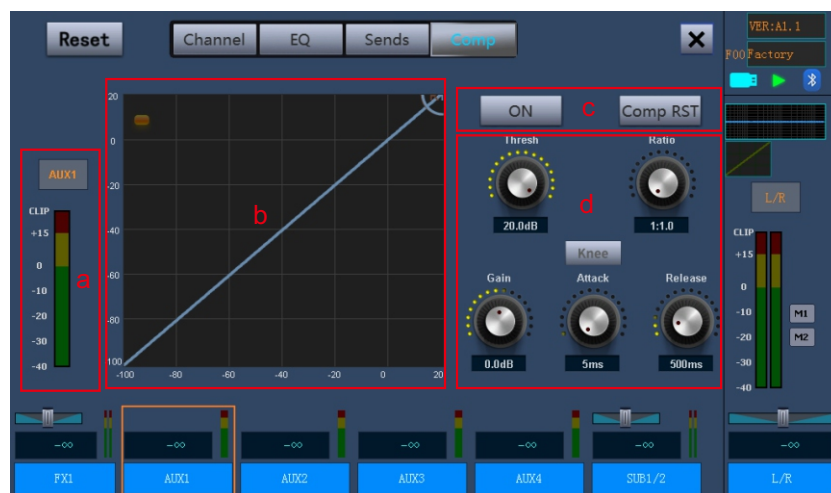 Reset
Channel
EQ
Sends
Comp
X
VER:A1.1
F00 Factory
ON
c
Comp RST
Thresh
Ratio
20.0dB
1:1.0
d
Knee
Gain
Attack
Release
0.0dB
5ms
500ms
AUX1
CLIP
+15
0
-10
-20
-30
-40
a
20
0
-20
-40
-60
-80
100
-100
-80
-60
-40
-20
0
20
b
L/R
CLIP
+15
0
-10
-20
-30
-40
M1
M2
-∞
-∞
-∞
-∞
-∞
-∞
-∞
FX1
AUX1
AUX2
AUX3
AUX4
SUB1/2
L/R